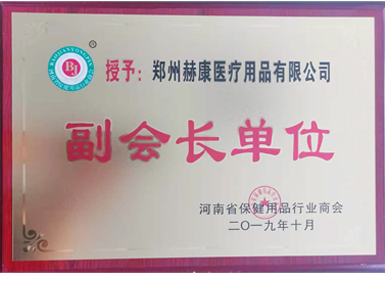 BJ
®
授予：郑州赫康医疗用品有限公司
副会长单位
河南省保健用品行业商会
二〇一九年十月